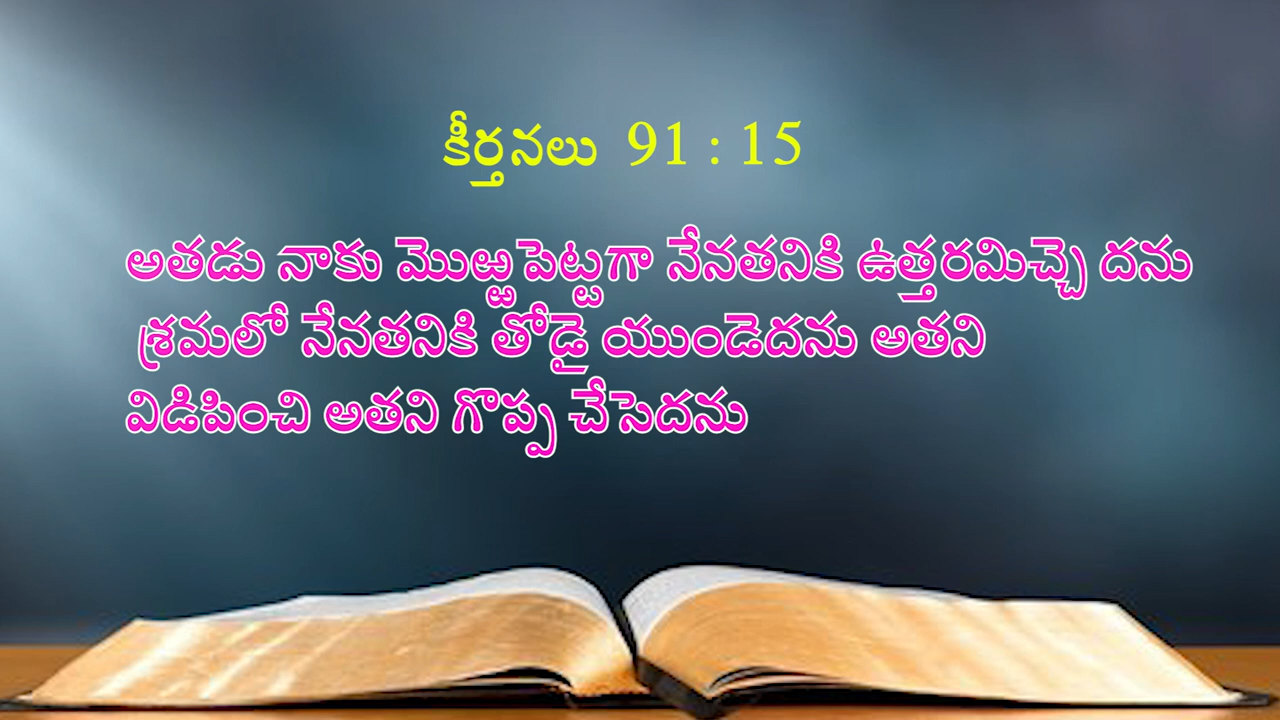 కీర్తనలు 91 : 15
అతడు నాకు మొఱ్ఱపెట్టగా నేనతనికి ఉత్తరమిచ్చె దను
శ్రమలో నేనతనికి తోడై యుండెదను అతని
విడిపించి అతని గొప్ప చేసెదను